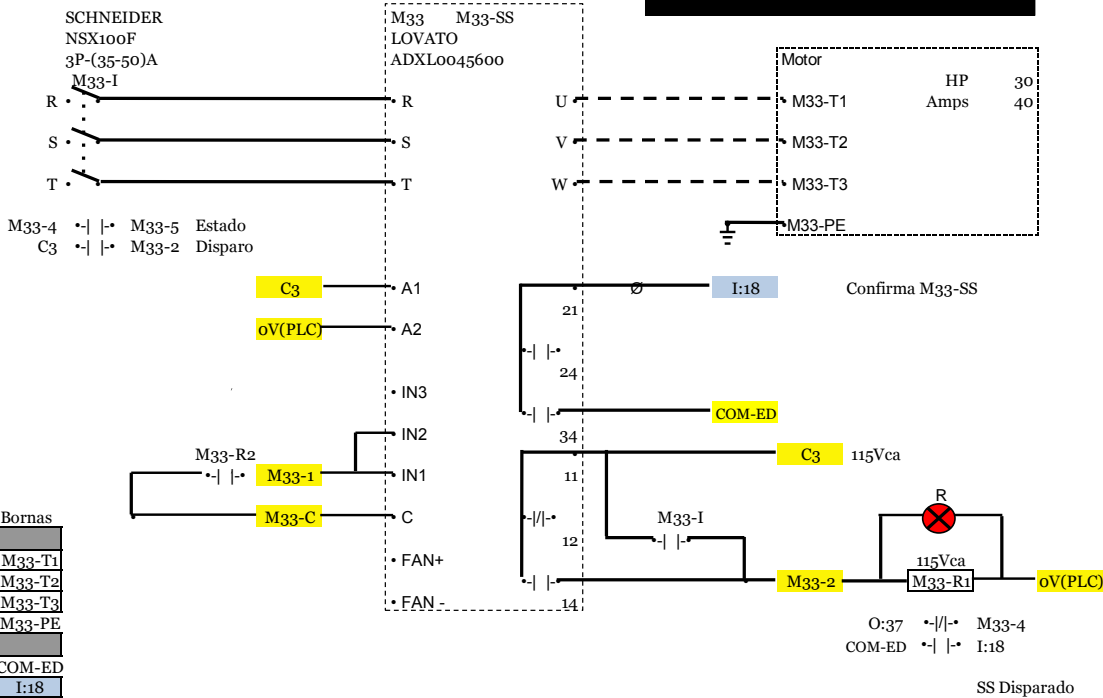 SCHNEIDER
NSX100F
3P-(35-50)A
M33-I
M33 M33-SS
LOVATO
ADXL0045600
Motor
HP 30
Amps 40
R
R
U
M33-T1
S
S
V
M33-T2
T
T
W
M33-T3
M33-PE
M33-4 •-| |-• M33-5 Estado
C3 •-| |-• M33-2 Disparo
C3
A1
21
Ø
I:18
Confirma M33-SS
0V(PLC)
A2
24
IN3
COM-ED
IN2
34
M33-R2
M33-1
IN1
11
C3
115Vca
M33-C
C
M33-I
12
R
FAN+
115Vca
M33-2
M33-R1
0V(PLC)
FAN -
14
O:37 •-|/|-• M33-4
COM-ED •-| |-• I:18
SS Disparado
Bornas
M33-T1
M33-T2
M33-T3
M33-PE
COM-ED
I:18